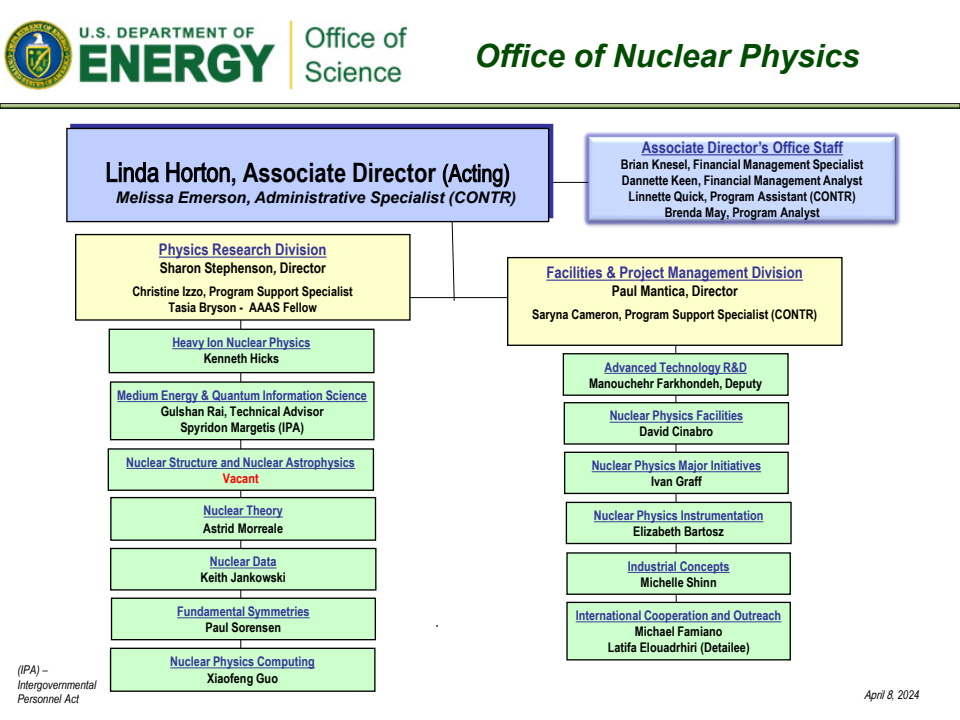 U.S. DEPARTMENT OF
ENERGY
Office of
Science
Office of Nuclear Physics
Linda Horton, Associate Director (Acting)
Melissa Emerson, Administrative Specialist (CONTR)
Associate Director's Office Staff
Brian Knesel, Financial Management Specialist
Dannette Keen, Financial Management Analyst
Linnette Quick, Program Assistant (CONTR)
Brenda May, Program Analyst
Physics Research Division
Sharon Stephenson, Director
Christine Izzo, Program Support Specialist
Tasia Bryson - AAAS Fellow
Heavy Ion Nuclear Physics
Kenneth Hicks
Medium Energy & Quantum Information Science
Gulshan Rai, Technical Advisor
Spyridon Margetis (IPA)
Nuclear Structure and Nuclear Astrophysics
Vacant
Nuclear Theory
Astrid Morreale
Nuclear Data
Keith Jankowski
Fundamental Symmetries
Paul Sorensen
Nuclear Physics Computing
Xiaofeng Guo
Facilities & Project Management Division
Paul Mantica, Director
Saryna Cameron, Program Support Specialist (CONTR)
Advanced Technology R&D
Manouchehr Farkhondeh, Deputy
Nuclear Physics Facilities
David Cinabro
Nuclear Physics Major Initiatives
Ivan Graff
Nuclear Physics Instrumentation
Elizabeth Bartosz
Industrial Concepts
Michelle Shinn
International Cooperation and Outreach
Michael Famiano
Latifa Elouadrhiri (Detailee)
(IPA) –
Intergovernmental
Personnel Act
April 8, 2024